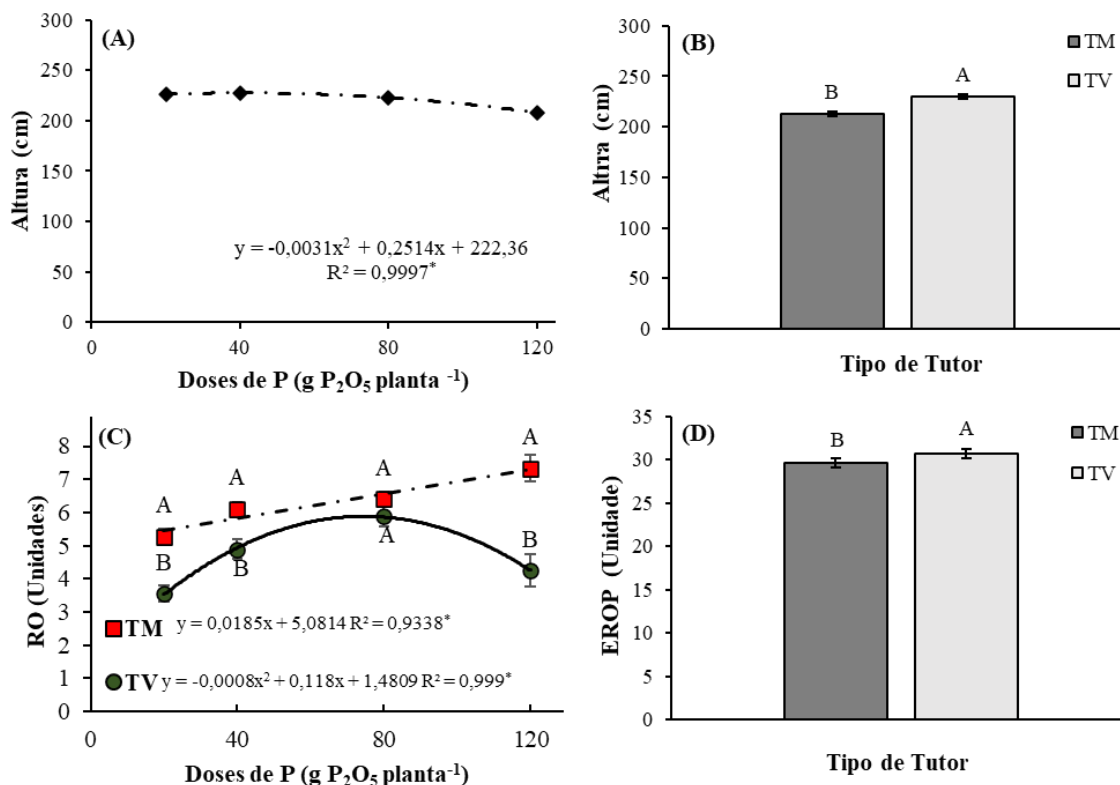 (A)
300
250
200
150
100
50
0
Altura (cm)
y = -0,0031x² + 0,2514x + 222,36
R² = 0,9997*
0 40 80 120
Doses de P (g P₂O₅ planta ⁻¹)
(B)
300
250
200
150
100
50
0
Altrra (cm)
B
A
TM
TV
Tipo de Tutor
(C)
8
7
6
5
4
3
2
1
0
RO (Unidades)
A
A
A
A
B
B
A
B
TM y = 0,0185x + 5,0814 R² = 0,9338*
TV y = -0,0008x² + 0,118x + 1,4809 R² = 0,999*
0 40 80 120
Doses de P (g P₂O₅ planta⁻¹)
(D)
35
30
25
20
15
10
5
0
EROP (Unidade)
B
A
TM
TV
Tipo de Tutor